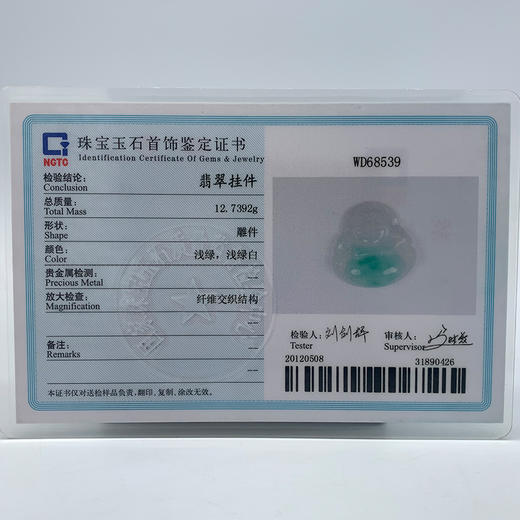 NGTC
珠宝玉石首饰鉴定证书
Identification Certificate Of Gems & Jewelry
检验结论: 翡翠挂件
Conclusion
总质量: 12.7392g
Total Mass
形状: 雕件
Shape
颜色: 浅绿, 浅绿白
Color
贵金属检测: —
Precious Metal
放大检查: 纤维交织结构
Magnification
—
备注: —
Remarks
—
本证书仅对送检样品负责, 翻印、复制、涂改无效。
WD68539
检验人: 审核人:
Tester Supervisor
20120508 31890426